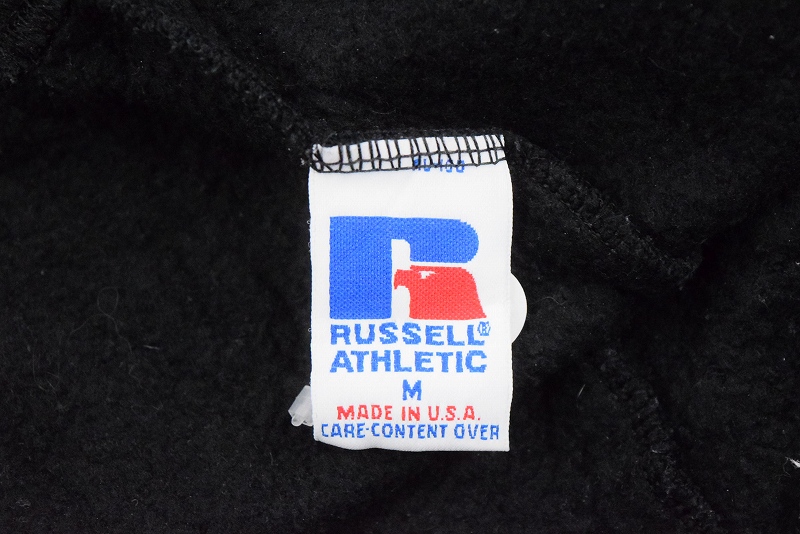 RUSSELL®
ATHLETIC
M
MADE IN U.S.A.
CARE-CONTENT OVER